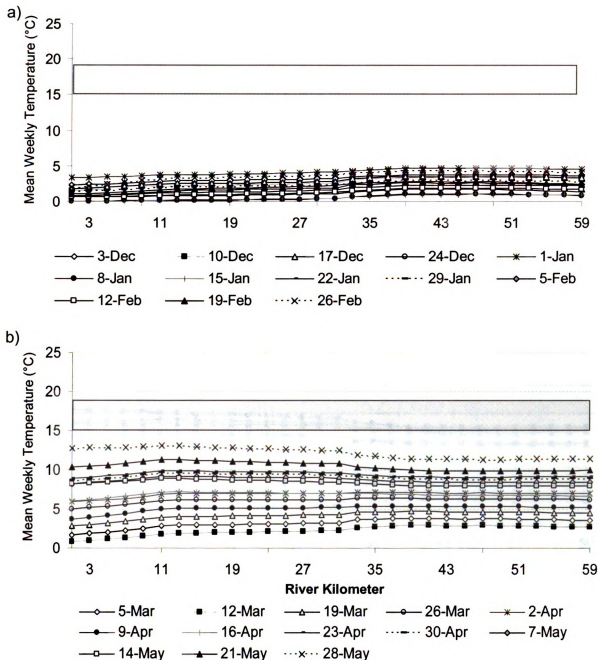 a)
Mean Weekly Temperature (°C)
25
20
15
10
5
0
3 11 19 27 35 43 51 59
3-Dec 10-Dec 17-Dec 24-Dec 1-Jan
8-Jan 15-Jan 22-Jan 29-Jan 5-Feb
12-Feb 19-Feb 26-Feb
b)
Mean Weekly Temperature (°C)
25
20
15
10
5
0
3 11 19 27 35 43 51 59
River Kilometer
5-Mar 12-Mar 19-Mar 26-Mar 2-Apr
9-Apr 16-Apr 23-Apr 30-Apr 7-May
14-May 21-May 28-May